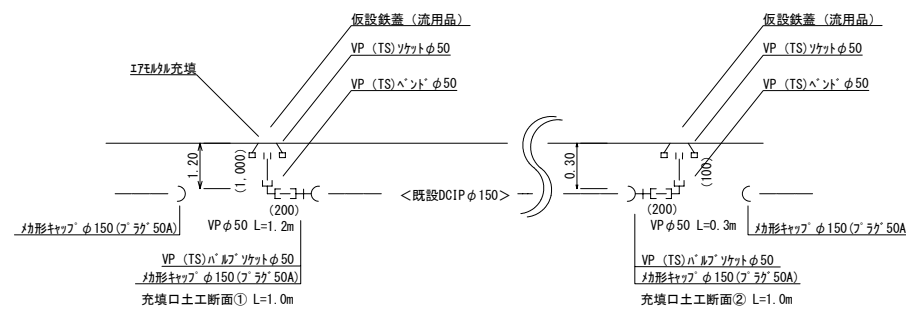 仮設鉄蓋（流用品）
VP (TS)ｿｹｯﾄφ50
ｴｱﾓﾙﾀﾙ充填
VP (TS)ﾍﾞﾝﾄﾞφ50
1.20
(1,000)
(200)
VPφ50 L=1.2m
ﾒｶ形ｷｬｯﾌﾟφ150(ﾌﾟﾗｸﾞ50A)
VP (TS)ﾊﾞﾙﾌﾞｿｹｯﾄφ50
ﾒｶ形ｷｬｯﾌﾟφ150(ﾌﾟﾗｸﾞ50A)
充填口土工断面① L=1.0m
＜既設DCIPφ150＞
仮設鉄蓋（流用品）
VP (TS)ｿｹｯﾄφ50
VP (TS)ﾍﾞﾝﾄﾞφ50
0.30
(100)
(200)
VPφ50 L=0.3m
ﾒｶ形ｷｬｯﾌﾟφ150(ﾌﾟﾗｸﾞ50A)
VP (TS)ﾊﾞﾙﾌﾞｿｹｯﾄφ50
ﾒｶ形ｷｬｯﾌﾟφ150(ﾌﾟﾗｸﾞ50A)
充填口土工断面② L=1.0m